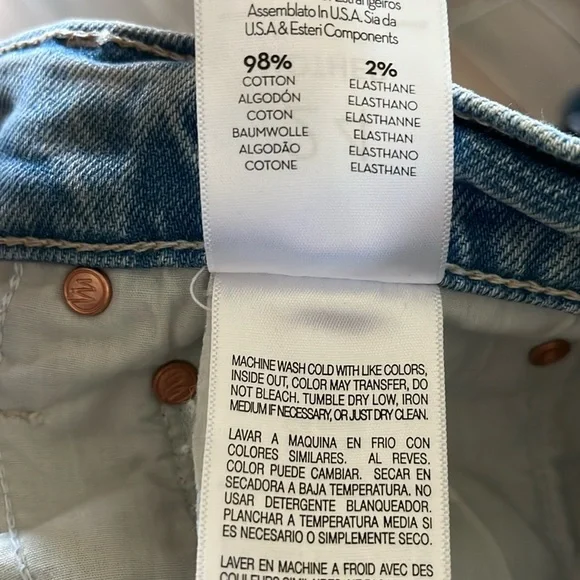 Estrangeiros
Assemblato In U.S.A. Sia da
U.S.A & Esteri Components
98%
COTTON
ALGODÓN
COTON
BAUMWOLLE
ALGODÃO
COTONE
2%
ELASTHANE
ELASTHANO
ELASTHANNE
ELASTHAN
ELASTHANO
ELASTHANE
MACHINE WASH COLD WITH LIKE COLORS,
INSIDE OUT, COLOR MAY TRANSFER, DO
NOT BLEACH. TUMBLE DRY LOW, IRON
MEDIUM IF NECESSARY, OR JUST DRY CLEAN.
LAVAR A MAQUINA EN FRIO CON
COLORES SIMILARES. AL REVES.
COLOR PUEDE CAMBIAR. SECAR EN
SECADORA A BAJA TEMPERATURA. NO
USAR DETERGENTE BLANQUEADOR.
PLANCHAR A TEMPERATURA MEDIA SI
ES NECESARIO O SIMPLEMENTE SECO.
LAVER EN MACHINE A FROID AVEC DES